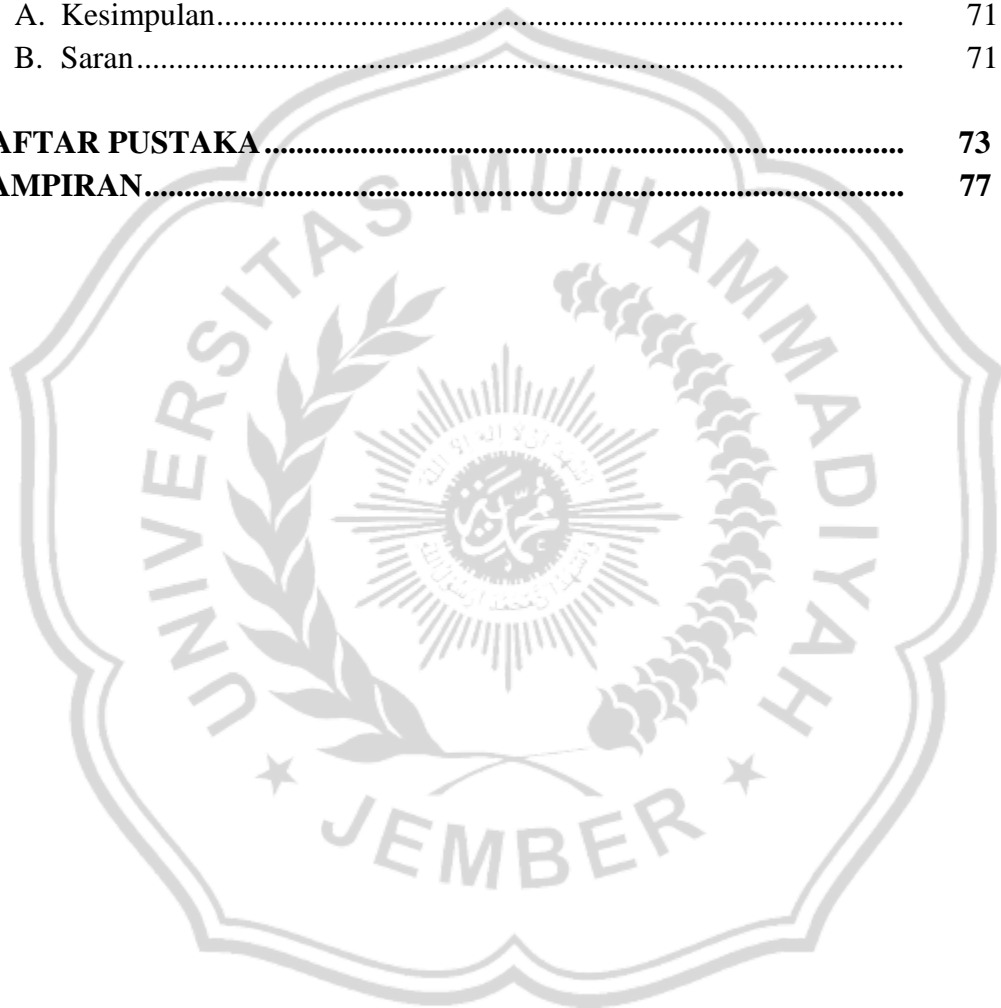 A. Kesimpulan....................................................................................................... 71
B. Saran................................................................................................................... 71
AFTAR PUSTAKA............................................................................................... 73
AMPIRAN................................................................................................................. 77
UNIVERSITAS MUHAMMADIYAH
JEMBER